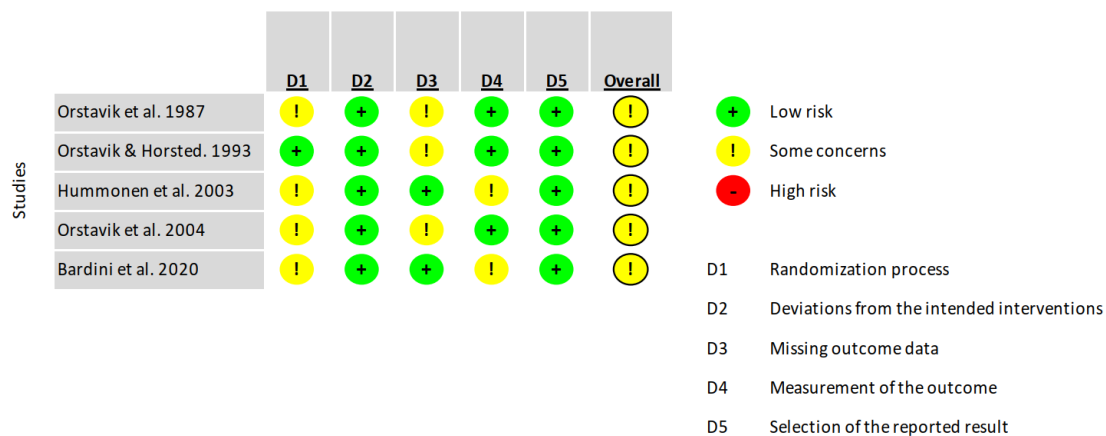 D1 D2 D3 D4 D5 Overall
Studies
Orstavik et al. 1987 ! + ! + + !
Orstavik & Horsted. 1993 + + ! + + !
Hummonen et al. 2003 ! + + ! + !
Orstavik et al. 2004 ! + ! + + !
Bardini et al. 2020 ! + + ! + !
+ Low risk
! Some concerns
- High risk
D1 Randomization process
D2 Deviations from the intended interventions
D3 Missing outcome data
D4 Measurement of the outcome
D5 Selection of the reported result